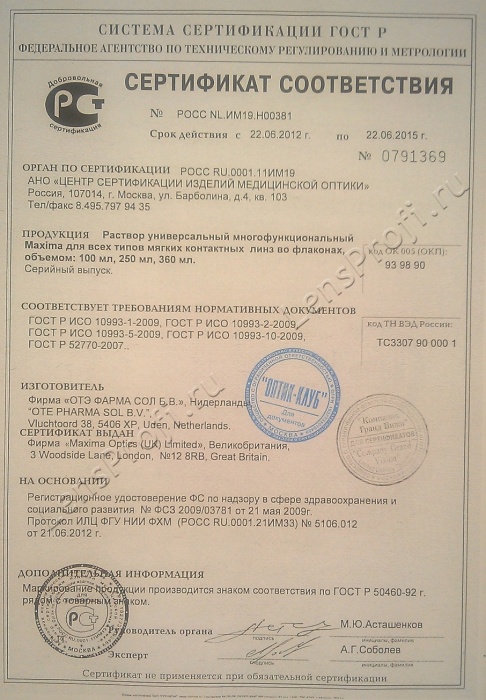 СИСТЕМА СЕРТИФИКАЦИИ ГОСТ Р
ФЕДЕРАЛЬНОЕ АГЕНТСТВО ПО ТЕХНИЧЕСКОМУ РЕГУЛИРОВАНИЮ И МЕТРОЛОГИИ
Добровольная
РСТ
сертификация
СЕРТИФИКАТ СООТВЕТСТВИЯ
№ РОСС NL.ИМ19.Н00381
Срок действия с 22.06.2012 г. по 22.06.2015 г.
№ 0791369
ОРГАН ПО СЕРТИФИКАЦИИ РОСС RU.0001.11ИМ19
АНО «ЦЕНТР СЕРТИФИКАЦИИ ИЗДЕЛИЙ МЕДИЦИНСКОЙ ОПТИКИ»
Россия, 107014, г. Москва, ул. Барболина, д.4, кв. 103
Тел/факс 8.495.797 94 35
ПРОДУКЦИЯ Раствор универсальный многофункциональный
Maxima для всех типов мягких контактных линз во флаконах,
объемом: 100 мл, 250 мл, 360 мл.
Серийный выпуск.
код ОК 005 (ОКП):
93 98 90
СООТВЕТСТВУЕТ ТРЕБОВАНИЯМ НОРМАТИВНЫХ ДОКУМЕНТОВ
ГОСТ Р ИСО 10993-1-2009, ГОСТ Р ИСО 10993-2-2009,
ГОСТ Р ИСО 10993-5-2009, ГОСТ Р ИСО 10993-10-2009,
ГОСТ Р 52770-2007..
код ТН ВЭД России:
ТС3307 90 000 1
ИЗГОТОВИТЕЛЬ
Фирма «ОТЭ ФАРМА СОЛ Б.В.», Нидерланды
"OTE PHARMA SOL B.V.",
Vluchtoord 38, 5406 XP, Uden, Netherlands.
СЕРТИФИКАТ ВЫДАН
Фирма «Maxima Optics (UK) Limited», Великобритания,
3 Woodside Lane, London, №12 8RB, Great Britain.
"ОПТИК-КЛУБ"
Для
документов
МОСКВА
НА ОСНОВАНИИ
Регистрационное удостоверение ФС по надзору в сфере здравоохранения и
социального развития № ФСЗ 2009/03781 от 21 мая 2009г.
Протокол ИЛЦ ФГУ НИИ ФХМ (РОСС RU.0001.21ИМ33) № 5106.012
от 21.06.2012 г.
ДОПОЛНИТЕЛЬНАЯ ИНФОРМАЦИЯ
Маркирование продукции производится знаком соответствия по ГОСТ Р 50460-92 г.
рядом с товарным знаком.
Руководитель органа
М.Ю.Асташенков
подпись
инициалы, фамилия
Эксперт
А.Г.Соболев
подпись
инициалы, фамилия
МОСКВА
Сертификат не применяется при обязательной сертификации
LensProfi.ru
LensProfi.ru